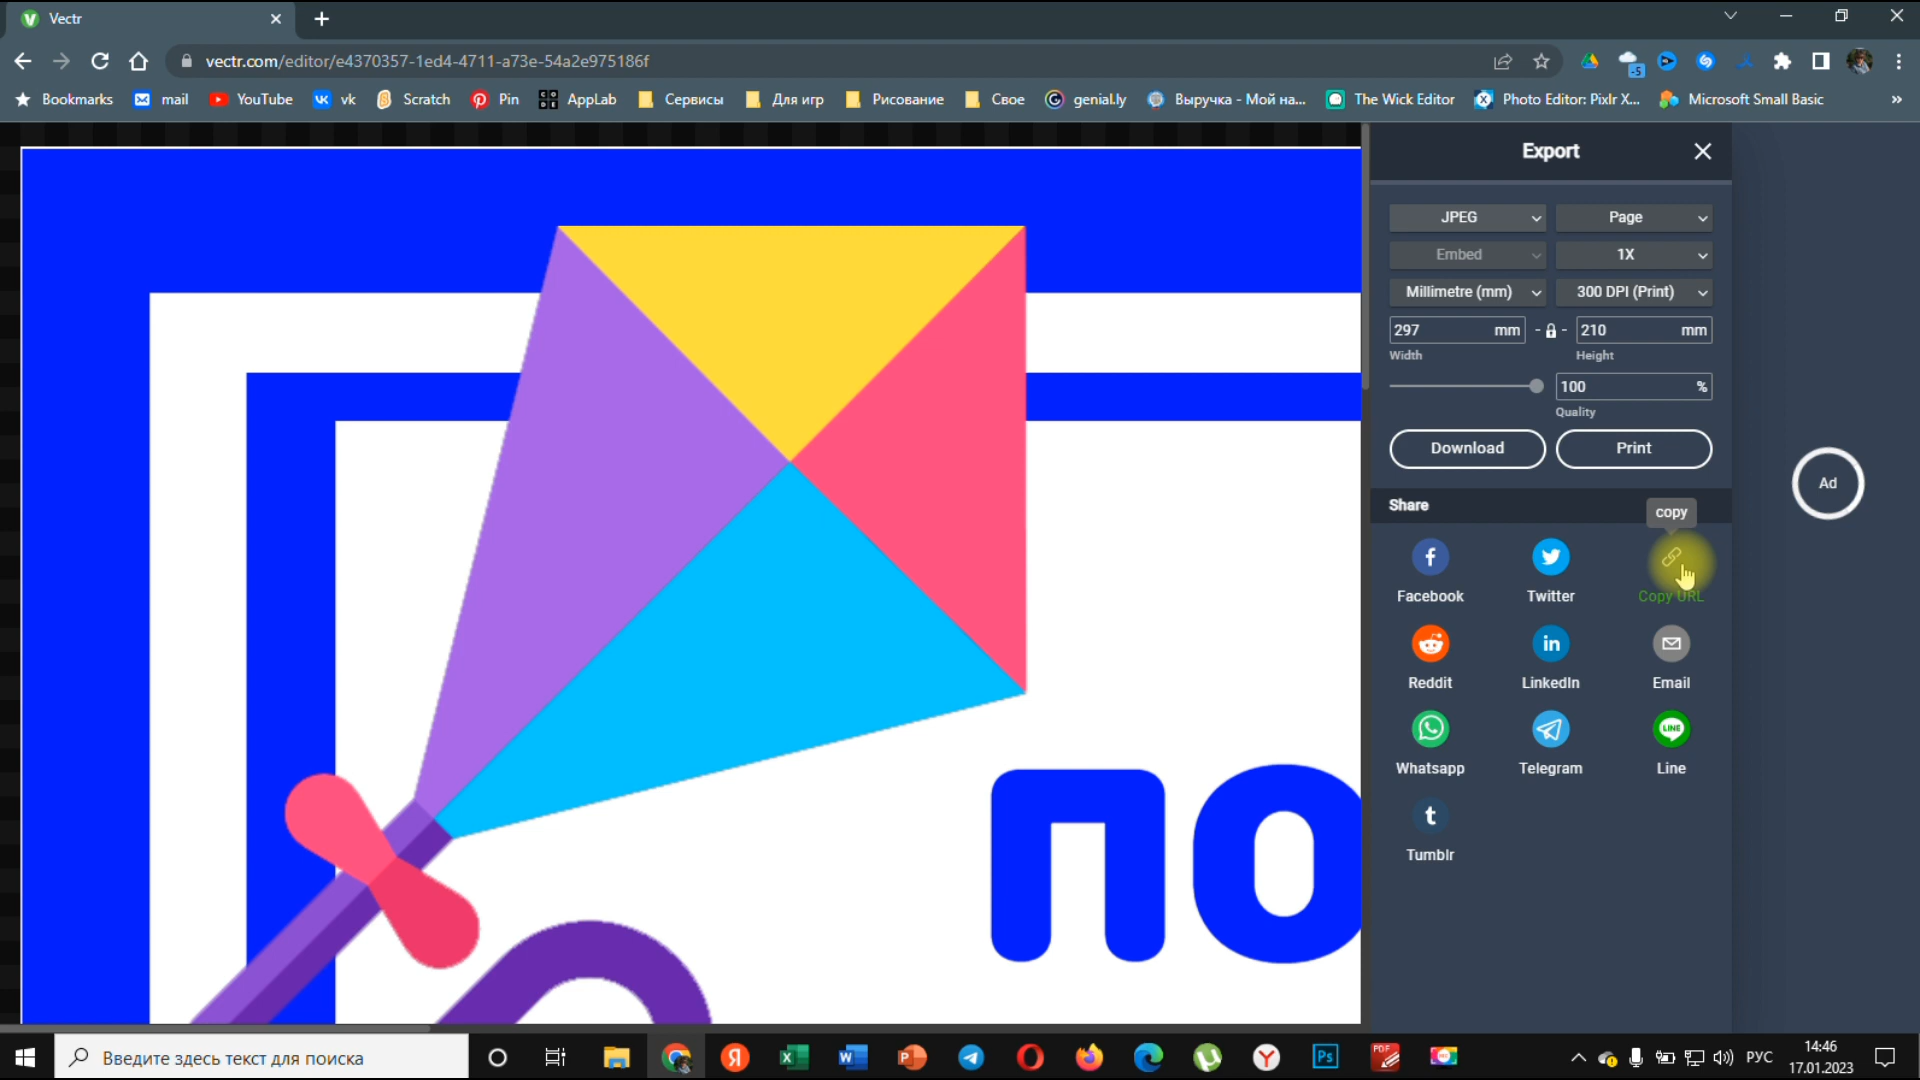 Vectr
vectr.com/editor/e4370357-1ed4-4711-a73e-54a2e975186f
-5
Bookmarks mail YouTube vk Scratch Pin AppLab Сервисы Для игр Рисование Свое genial.ly Выручка - Мой на... The Wick Editor Photo Editor: Pixlr X... Microsoft Small Basic »
Export
JPEG Page
Embed 1X
Millimetre (mm) 300 DPI (Print)
297 mm - - 210 mm
Width Height
100 %
Quality
Download Print
Ad
Share
copy
Facebook Twitter Copy URL
Reddit LinkedIn Email
Whatsapp Telegram Line
Tumblr
ПО
Введите здесь текст для поиска
РУС
14:46
17.01.2023